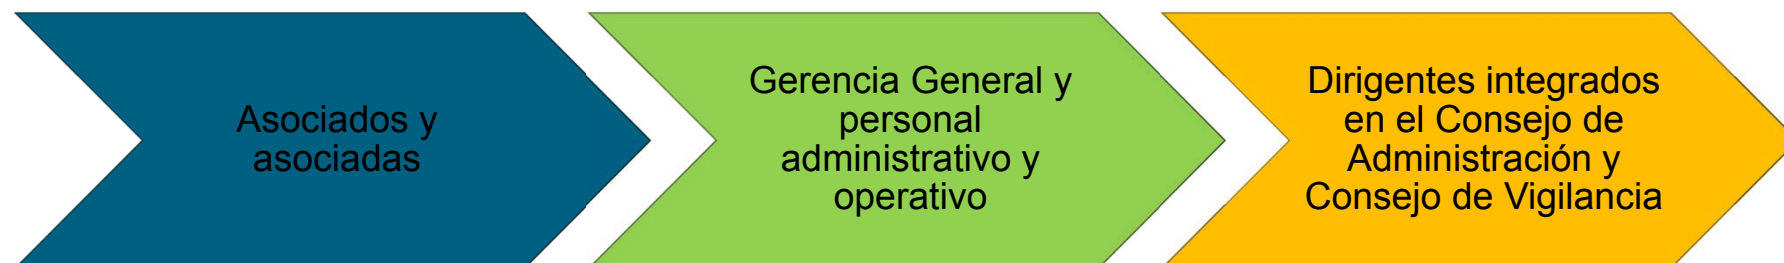 Asociados y
asociadas
Gerencia General y
personal
administrativo y
operativo
Dirigentes integrados
en el Consejo de
Administración y
Consejo de Vigilancia